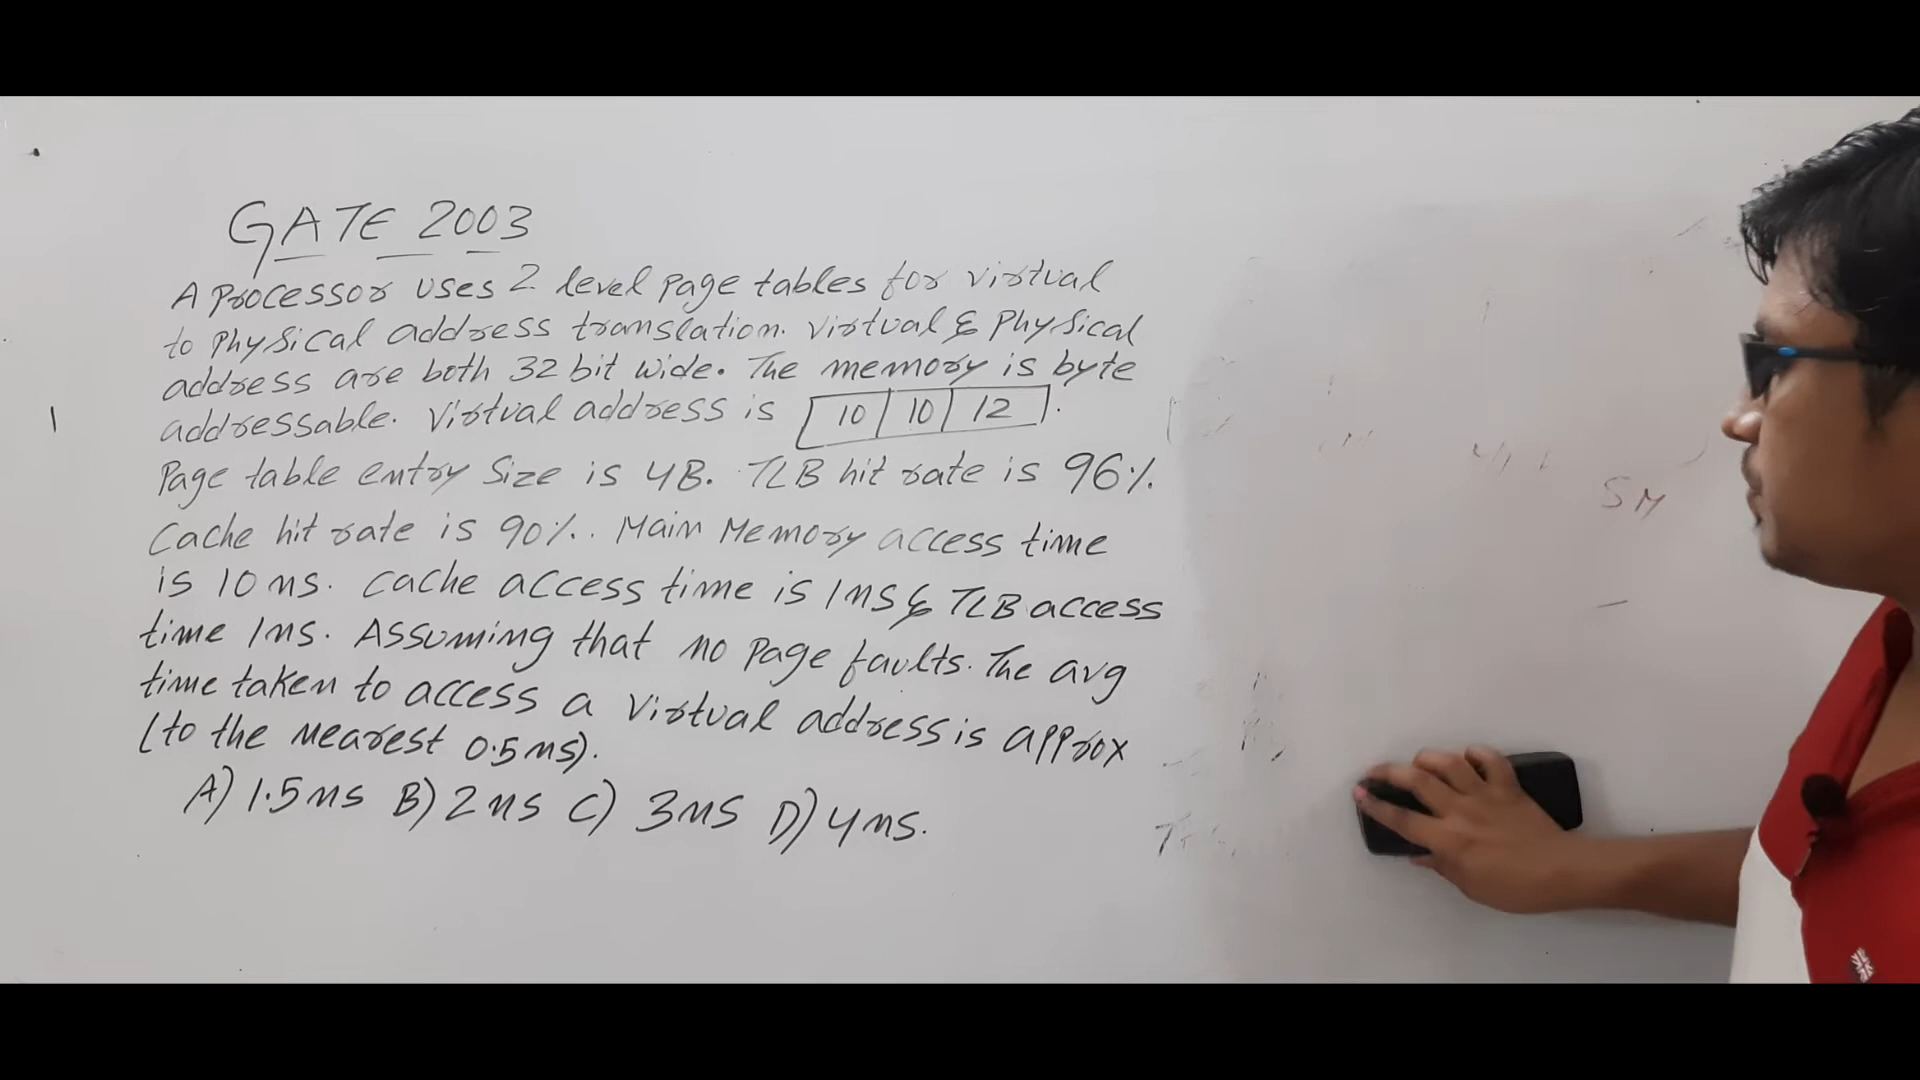 GATE 2003
A Processor uses 2 level Page tables for virtual
to Physical address translation. Virtual & Physical
address are both 32 bit wide. The memory is byte
addressable. Virtual address is 10 10 12.
Page table entry Size is 4B. TLB hit rate is 96%.
Cache hit rate is 90%. Main Memory access time
is 10 ns. Cache access time is 1ns & TLB access
time 1ns. Assuming that no Page faults. The avg
time taken to access a virtual address is approx
(to the nearest 0.5 ns).
A) 1.5 ns B) 2 ns C) 3 ns D) 4 ns.
5M